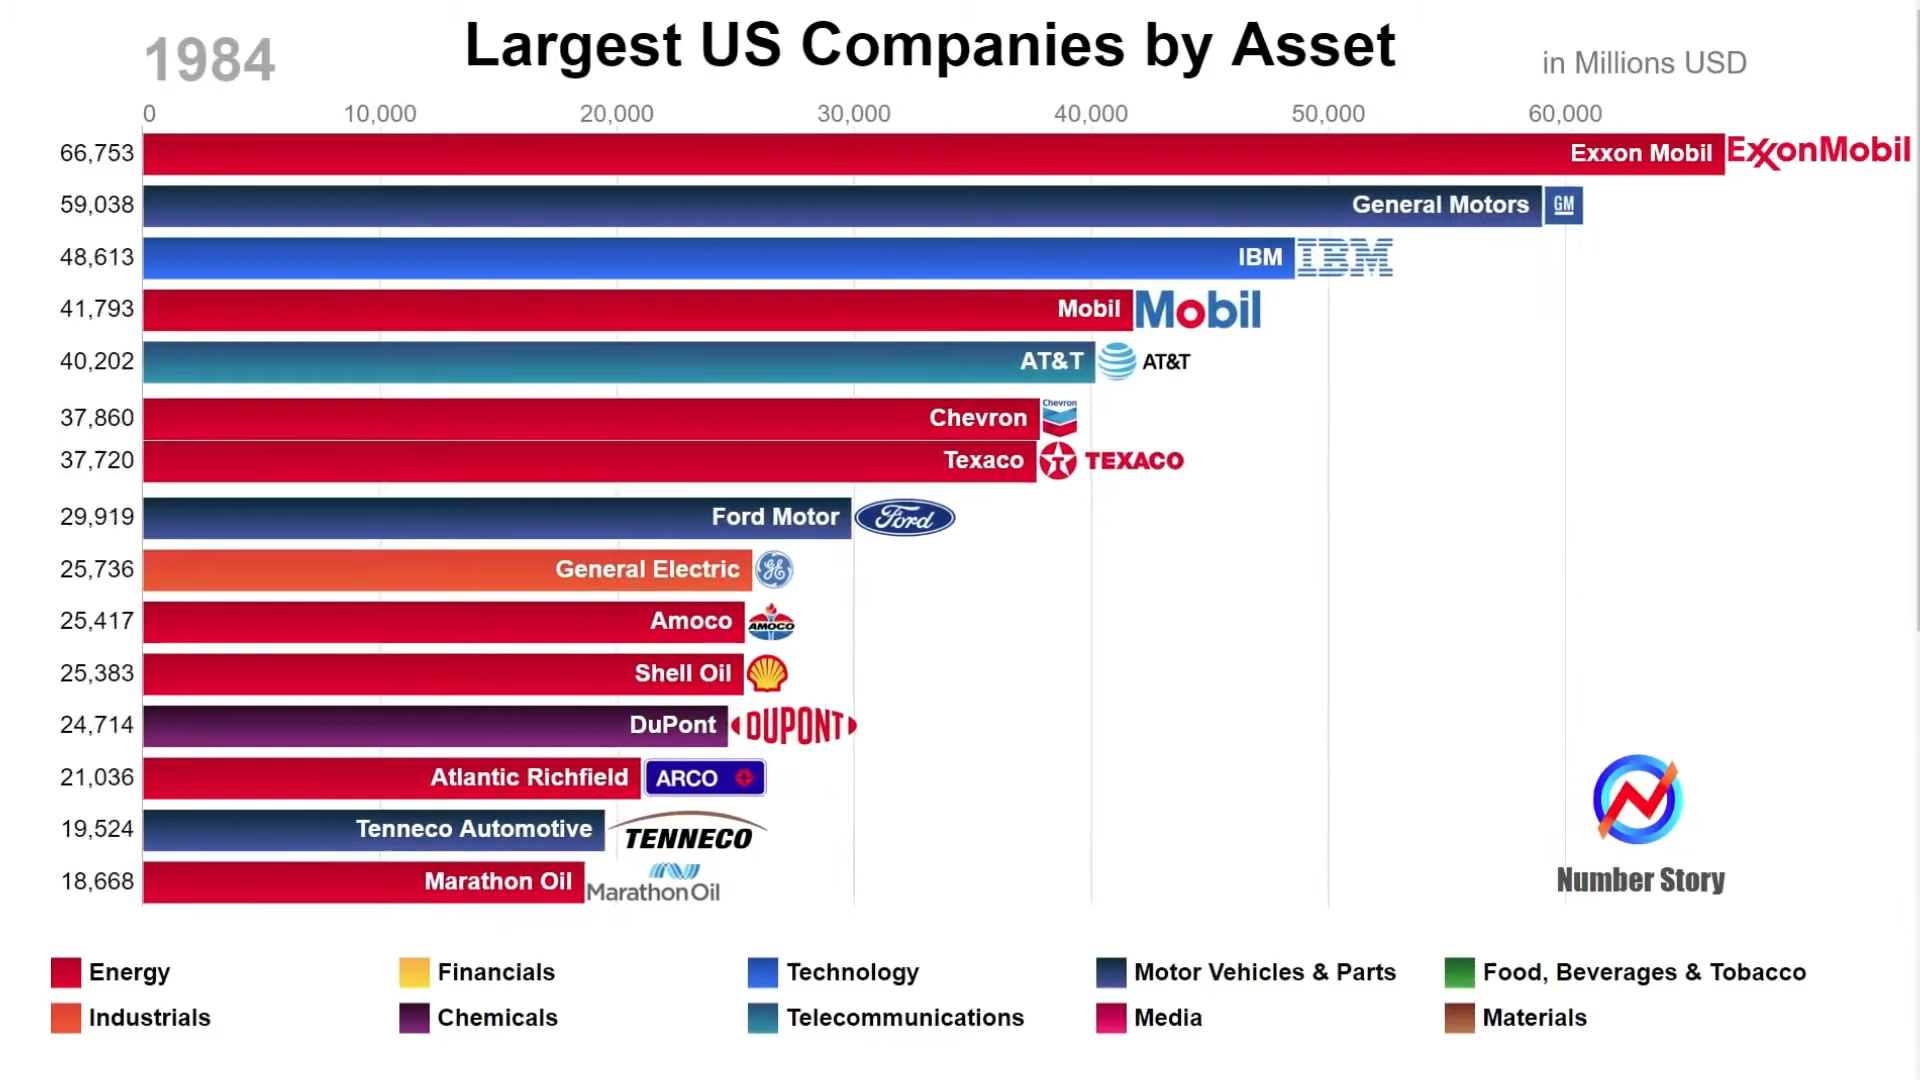 1984
Largest US Companies by Asset
in Millions USD
0 10,000 20,000 30,000 40,000 50,000 60,000
66,753 Exxon Mobil ExxonMobil
59,038 General Motors GM
48,613 IBM IBM
41,793 Mobil Mobil
40,202 AT&T AT&T
37,860 Chevron Chevron
37,720 Texaco T TEXACO
29,919 Ford Motor Ford
25,736 General Electric GE
25,417 Amoco AMOCO
25,383 Shell Oil
24,714 DuPont DUPONT
21,036 Atlantic Richfield ARCO
19,524 Tenneco Automotive TENNECO
18,668 Marathon Oil Marathon Oil
Number Story
Energy Financials Technology Motor Vehicles & Parts Food, Beverages & Tobacco
Industrials Chemicals Telecommunications Media Materials